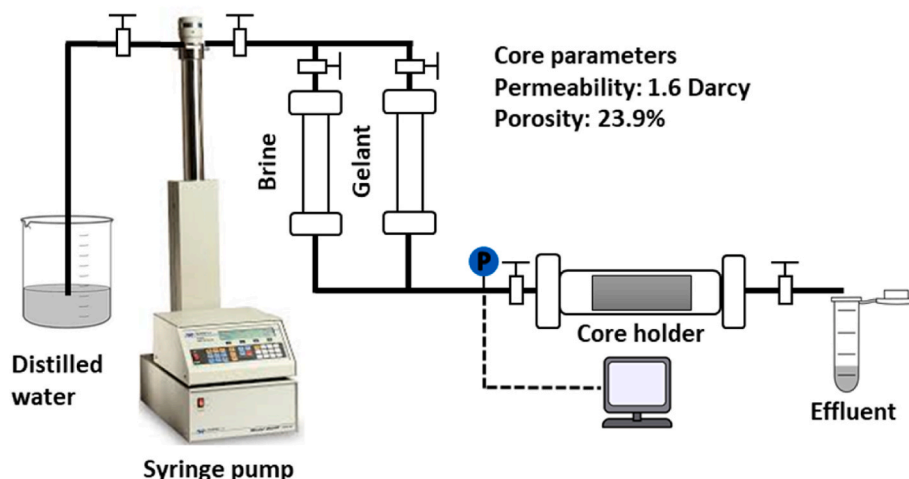 Core parameters
Permeability: 1.6 Darcy
Porosity: 23.9%
Brine
Gelant
P
Core holder
Distilled
water
Syringe pump
Effluent